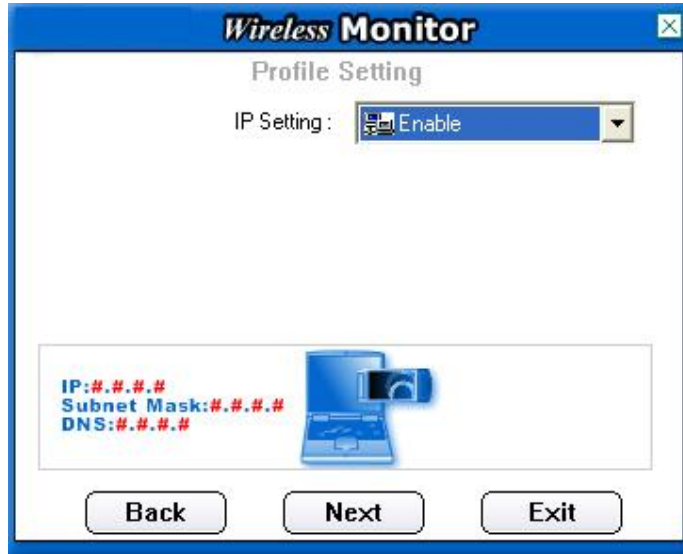 Wireless Monitor
Profile Setting
IP Setting : Enable
IP:#.#.#.#
Subnet Mask:#.#.#.#
DNS:#.#.#.#
Back Next Exit